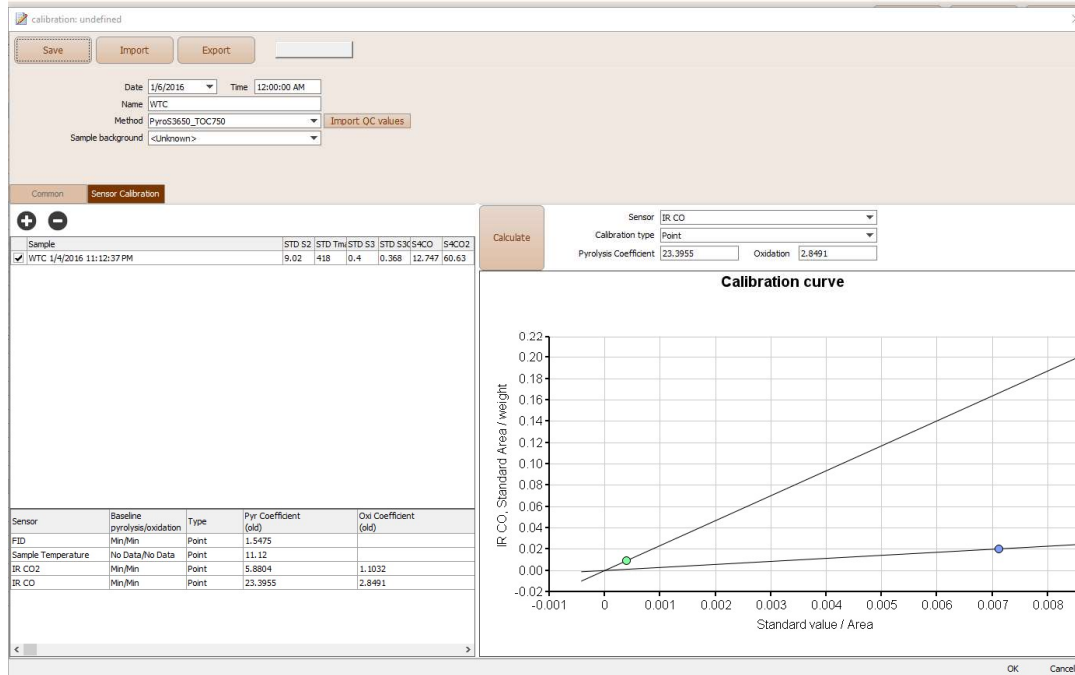 calibration: undefined
Save Import Export
Date 1/6/2016 Time 12:00:00 AM
Name WTC
Method PyroS3650_TOC750 Import QC values
Sample background <Unknown>
Common Sensor Calibration
Sample STD S2 STD Tm STD S3 STD S3C S4CO S4CO2
WTC 1/4/2016 11:12:37 PM 9.02 418 0.4 0.368 12.747 60.63
Sensor Baseline pyrolysis/oxidation Type Pyr Coefficient (old) Oxi Coefficient (old)
FID Min/Min Point 1.5475
Sample Temperature No Data/No Data Point 11.12
IR CO2 Min/Min Point 5.8804 1.1032
IR CO Min/Min Point 23.3955 2.8491
Calculate
Sensor IR CO
Calibration type Point
Pyrolysis Coefficient 23.3955 Oxidation 2.8491
Calibration curve
IR CO, Standard Area / weight
0.22
0.20
0.18
0.16
0.14
0.12
0.10
0.08
0.06
0.04
0.02
0.00
-0.02
-0.001 0 0.001 0.002 0.003 0.004 0.005 0.006 0.007 0.008
Standard value / Area
OK Cancel